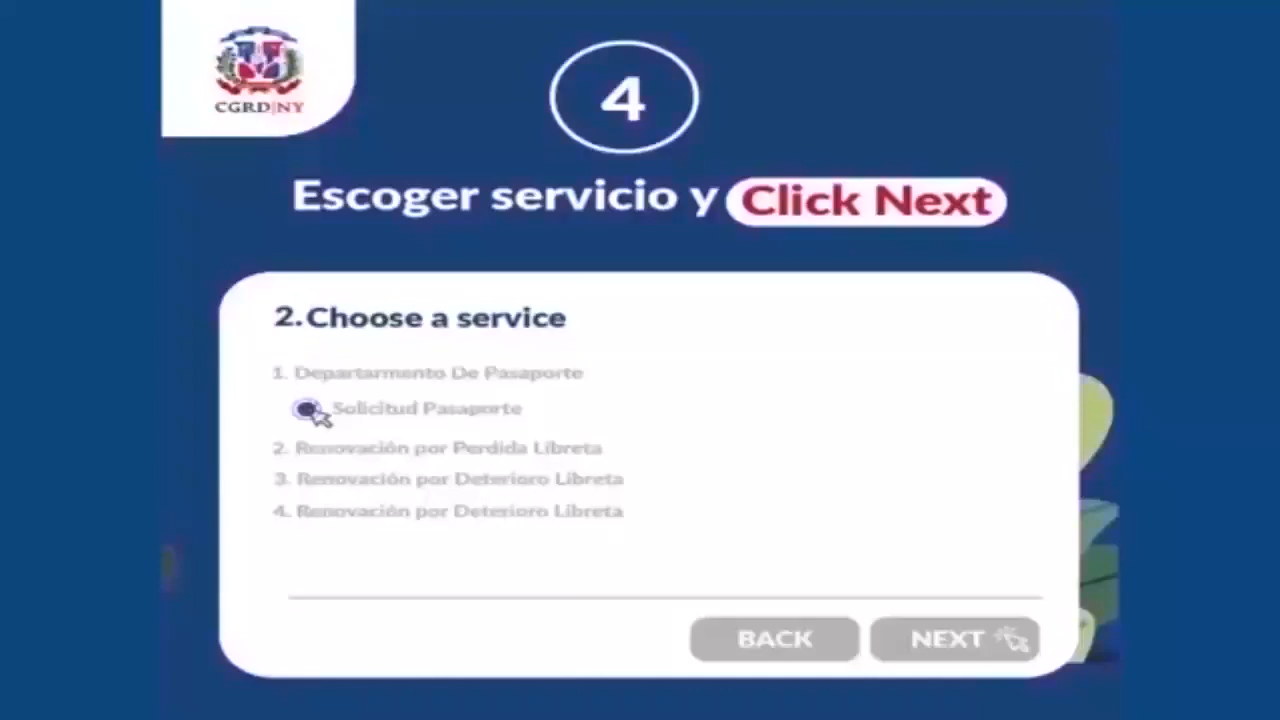 CGRD|NY
4
Escoger servicio y Click Next
2. Choose a service
1. Departarmento De Pasaporte
Solicitud Pasaporte
2. Renovación por Perdida Libreta
3. Renovación por Deterioro Libreta
4. Renovación por Deterioro Libreta
BACK
NEXT